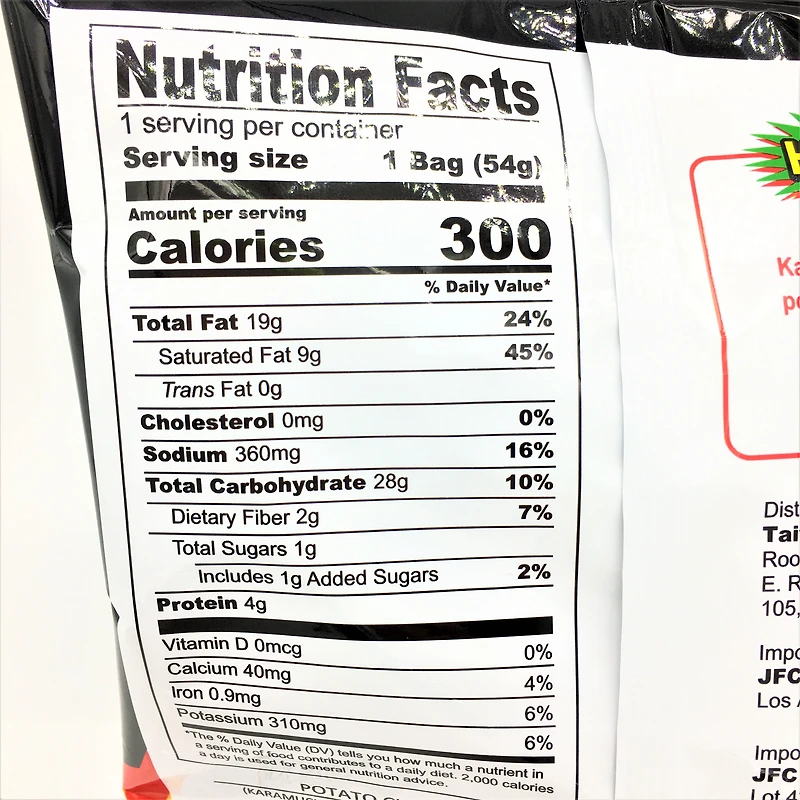 Nutrition Facts
1 serving per container
Serving size 1 Bag (54g)
Amount per serving
Calories 300
% Daily Value*
Total Fat 19g 24%
Saturated Fat 9g 45%
Trans Fat 0g
Cholesterol 0mg 0%
Sodium 360mg 16%
Total Carbohydrate 28g 10%
Dietary Fiber 2g 7%
Total Sugars 1g
Includes 1g Added Sugars 2%
Protein 4g
Vitamin D 0mcg 0%
Calcium 40mg 4%
Iron 0.9mg 6%
Potassium 310mg 6%
*The % Daily Value (DV) tells you how much a nutrient in
a serving of food contributes to a daily diet. 2,000 calories
a day is used for general nutrition advice.
POTATO
Ka
po
Dist
Tai
Roo
E. R
105,
Impo
JFC
Los
Impo
JFC
Lot 4